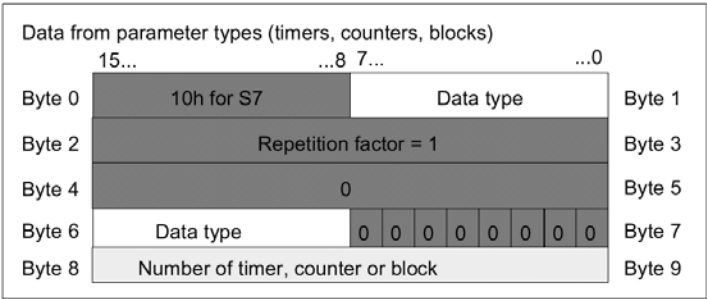 Data from parameter types (timers, counters, blocks)
15... ...8 7... ...0
Byte 0 10h for S7 Data type Byte 1
Byte 2 Repetition factor = 1 Byte 3
Byte 4 0 Byte 5
Byte 6 Data type 0 0 0 0 0 0 0 0 Byte 7
Byte 8 Number of timer, counter or block Byte 9